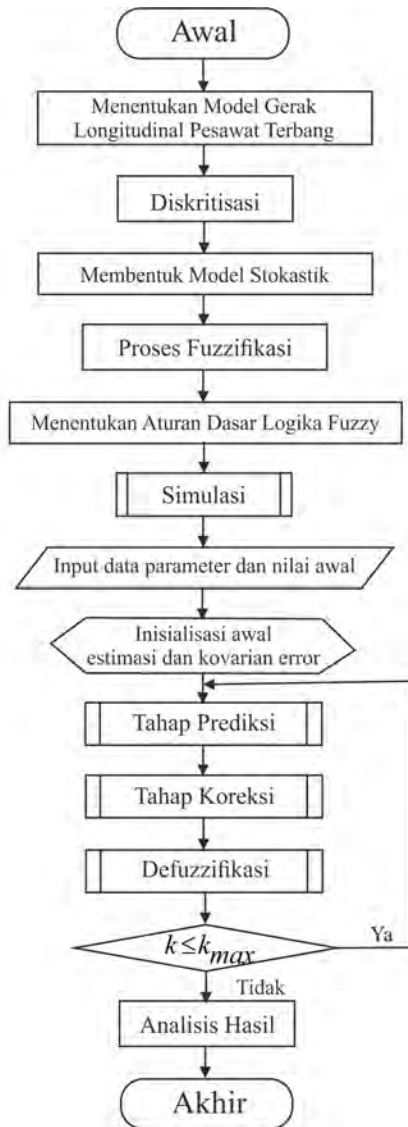 Awal
Menentukan Model Gerak
Longitudinal Pesawat Terbang
Diskritisasi
Membentuk Model Stokastik
Proses Fuzzifikasi
Menentukan Aturan Dasar Logika Fuzzy
Simulasi
Input data parameter dan nilai awal
Inisialisasi awal
estimasi dan kovarian error
Tahap Prediksi
Tahap Koreksi
Defuzzifikasi
k≤k_max
Ya
Tidak
Analisis Hasil
Akhir